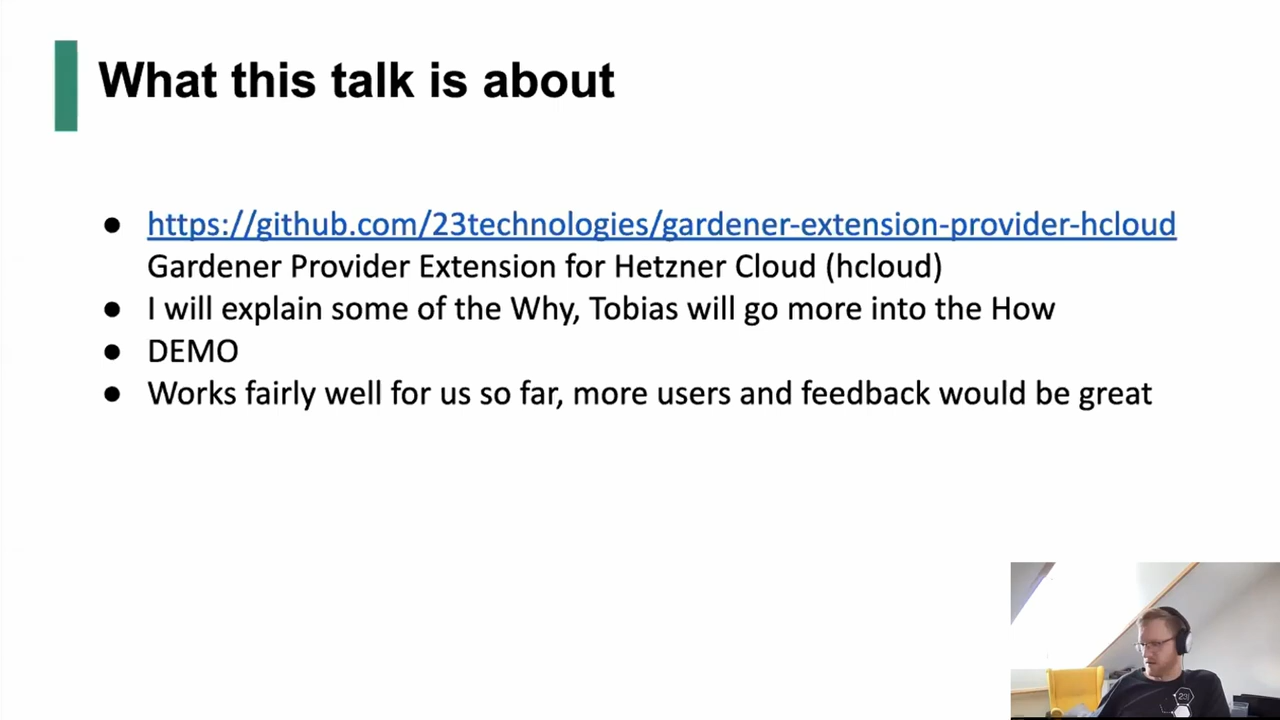 What this talk is about
● https://github.com/23technologies/gardener-extension-provider-hcloud
Gardener Provider Extension for Hetzner Cloud (hcloud)
● I will explain some of the Why, Tobias will go more into the How
● DEMO
● Works fairly well for us so far, more users and feedback would be great